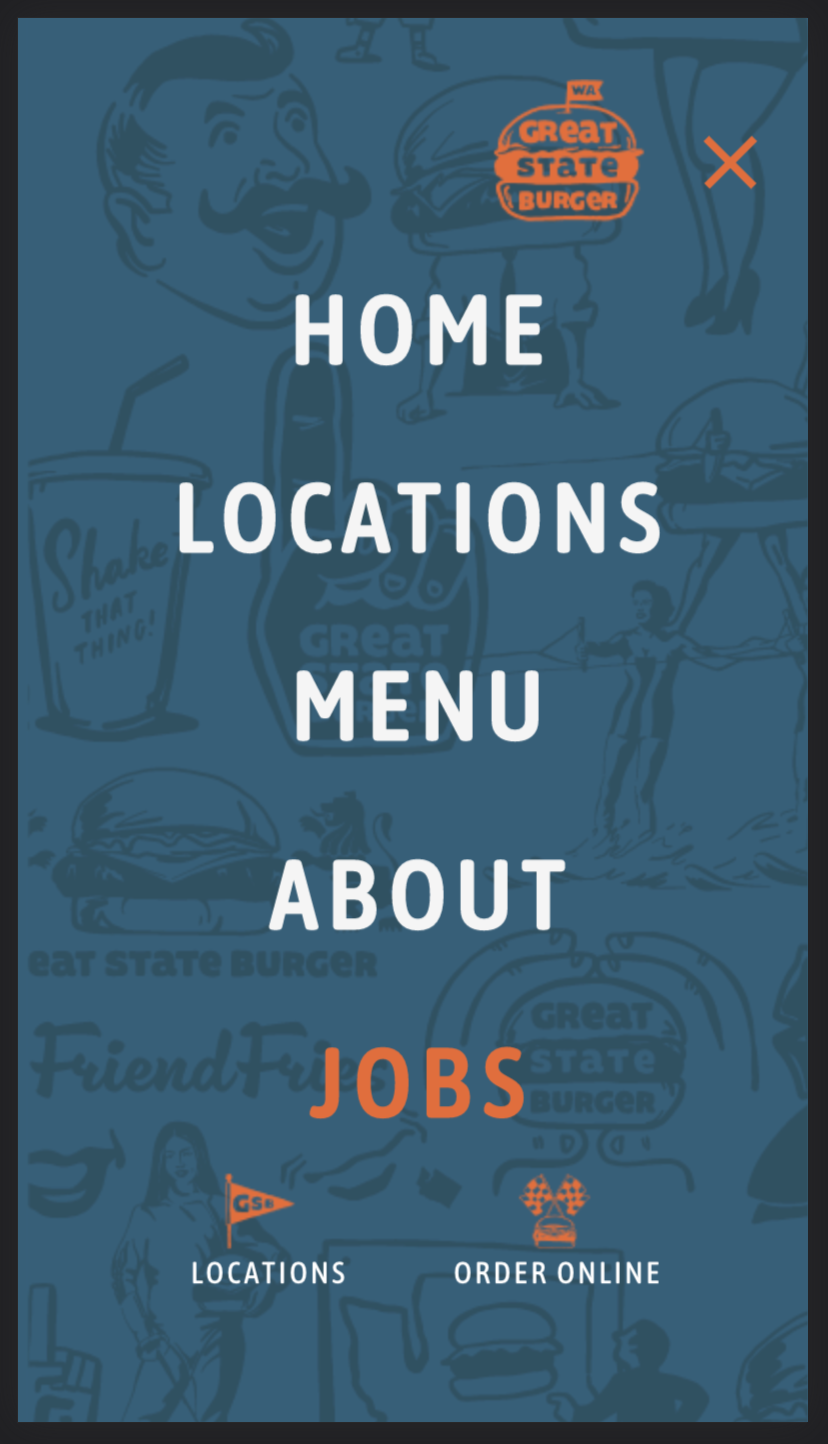 WA
GReaT
STaTe
BURGeR
HOME
LOCATIONS
Shake
THAT
THING!
GReaT
MENU
ABOUT
eaT STaTe BURGeR
GReaT
FriendFries
JOBS
STaTe
BURGeR
GSB
LOCATIONS
ORDER ONLINE